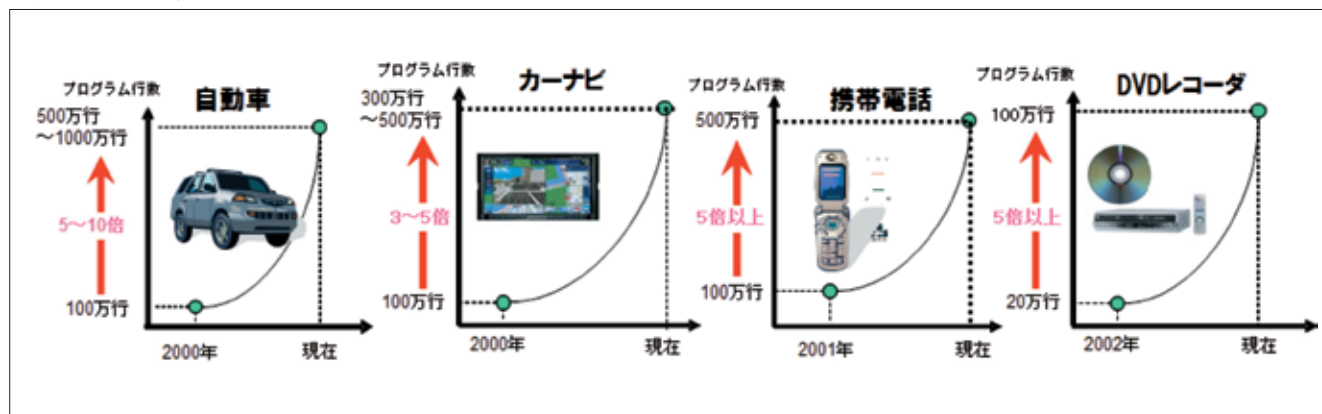 プログラム行数
自動車
500万行
～1000万行
5～10倍
100万行
2000年
現在
プログラム行数
カーナビ
300万行
～500万行
3～5倍
100万行
2000年
現在
プログラム行数
携帯電話
500万行
5倍以上
100万行
2001年
現在
プログラム行数
DVDレコーダ
100万行
5倍以上
20万行
2002年
現在